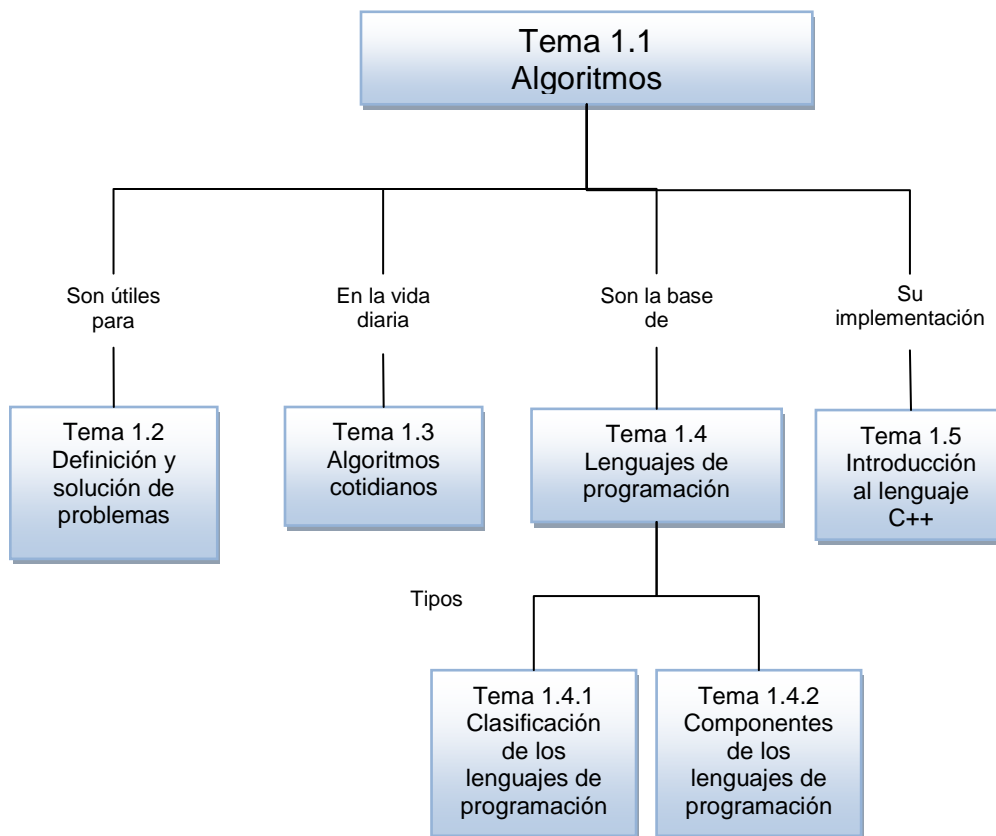 Tema 1.1
Algoritmos
Son útiles
para
En la vida
diaria
Son la base
de
Su
implementación
Tema 1.2
Definición y
solución de
problemas
Tema 1.3
Algoritmos
cotidianos
Tema 1.4
Lenguajes de
programación
Tema 1.5
Introducción
al lenguaje
C++
Tipos
Tema 1.4.1
Clasificación
de los
lenguajes de
programación
Tema 1.4.2
Componentes
de los
lenguajes de
programación